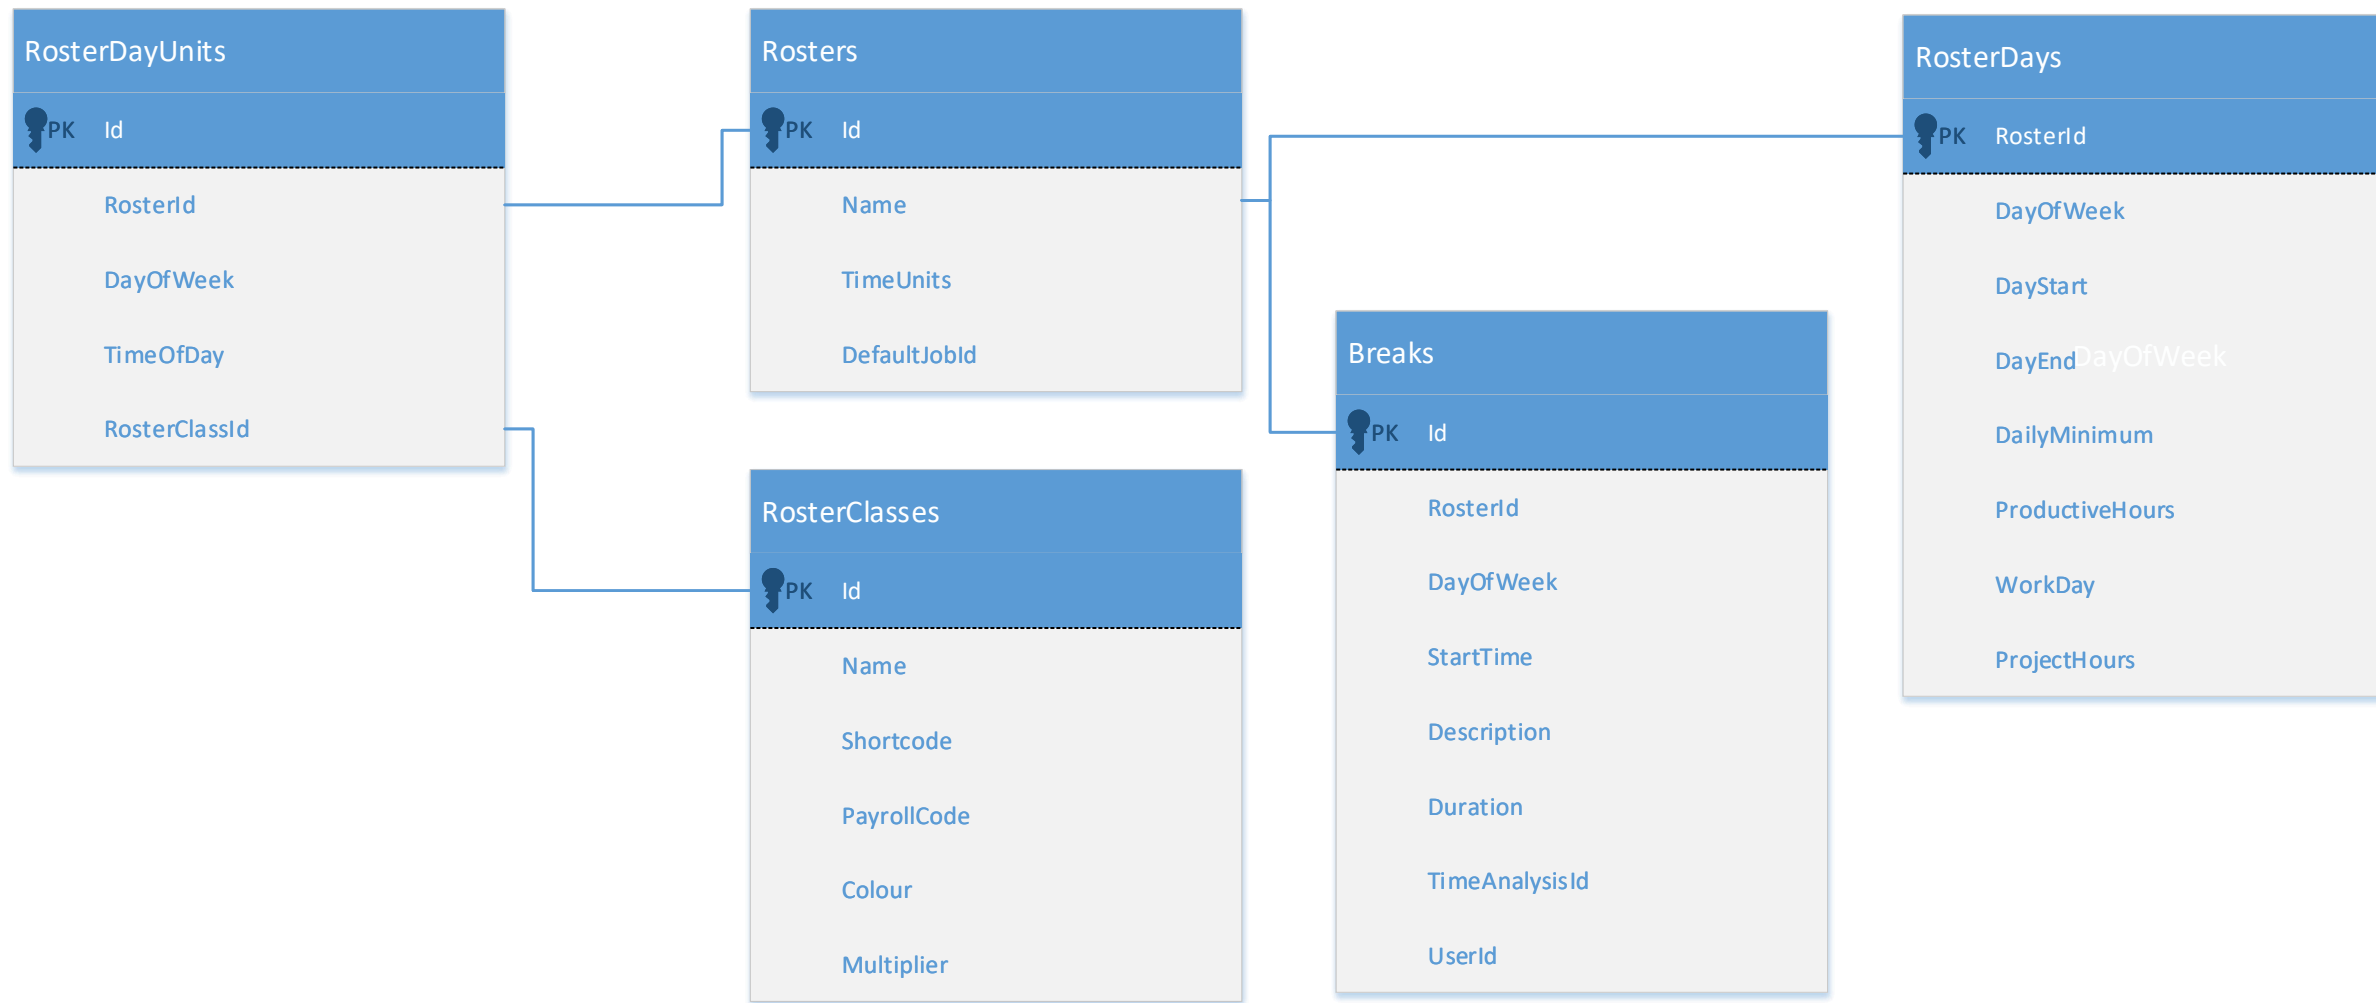 RosterDayUnits
PK Id
RosterId
DayOfWeek
TimeOfDay
RosterClassId
Rosters
PK Id
Name
TimeUnits
DefaultJobId
RosterClasses
PK Id
Name
Shortcode
PayrollCode
Colour
Multiplier
Breaks
PK Id
RosterId
DayOfWeek
StartTime
Description
Duration
TimeAnalysisId
UserId
RosterDays
PK RosterId
DayOfWeek
DayStart
DayEnd DayOfWeek
DailyMinimum
ProductiveHours
WorkDay
ProjectHours